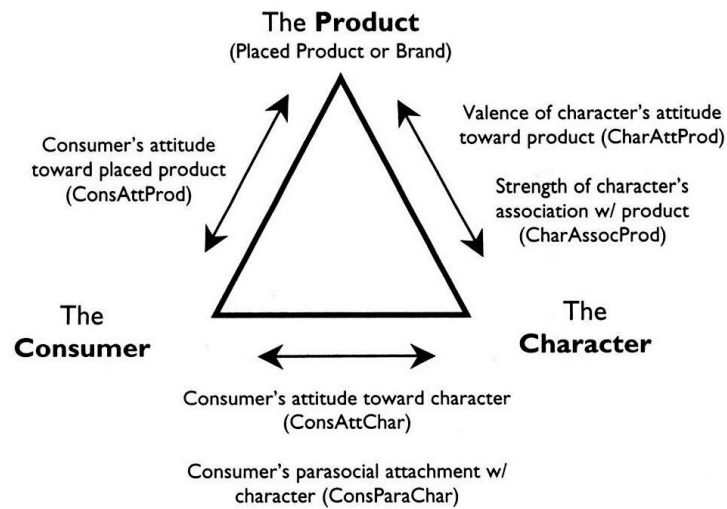 The Product
(Placed Product or Brand)
Consumer's attitude
toward placed product
(ConsAttProd)
Valence of character's attitude
toward product (CharAttProd)
Strength of character's
association w/ product
(CharAssocProd)
The
Consumer
The
Character
Consumer's attitude toward character
(ConsAttChar)
Consumer's parasocial attachment w/
character (ConsParaChar)